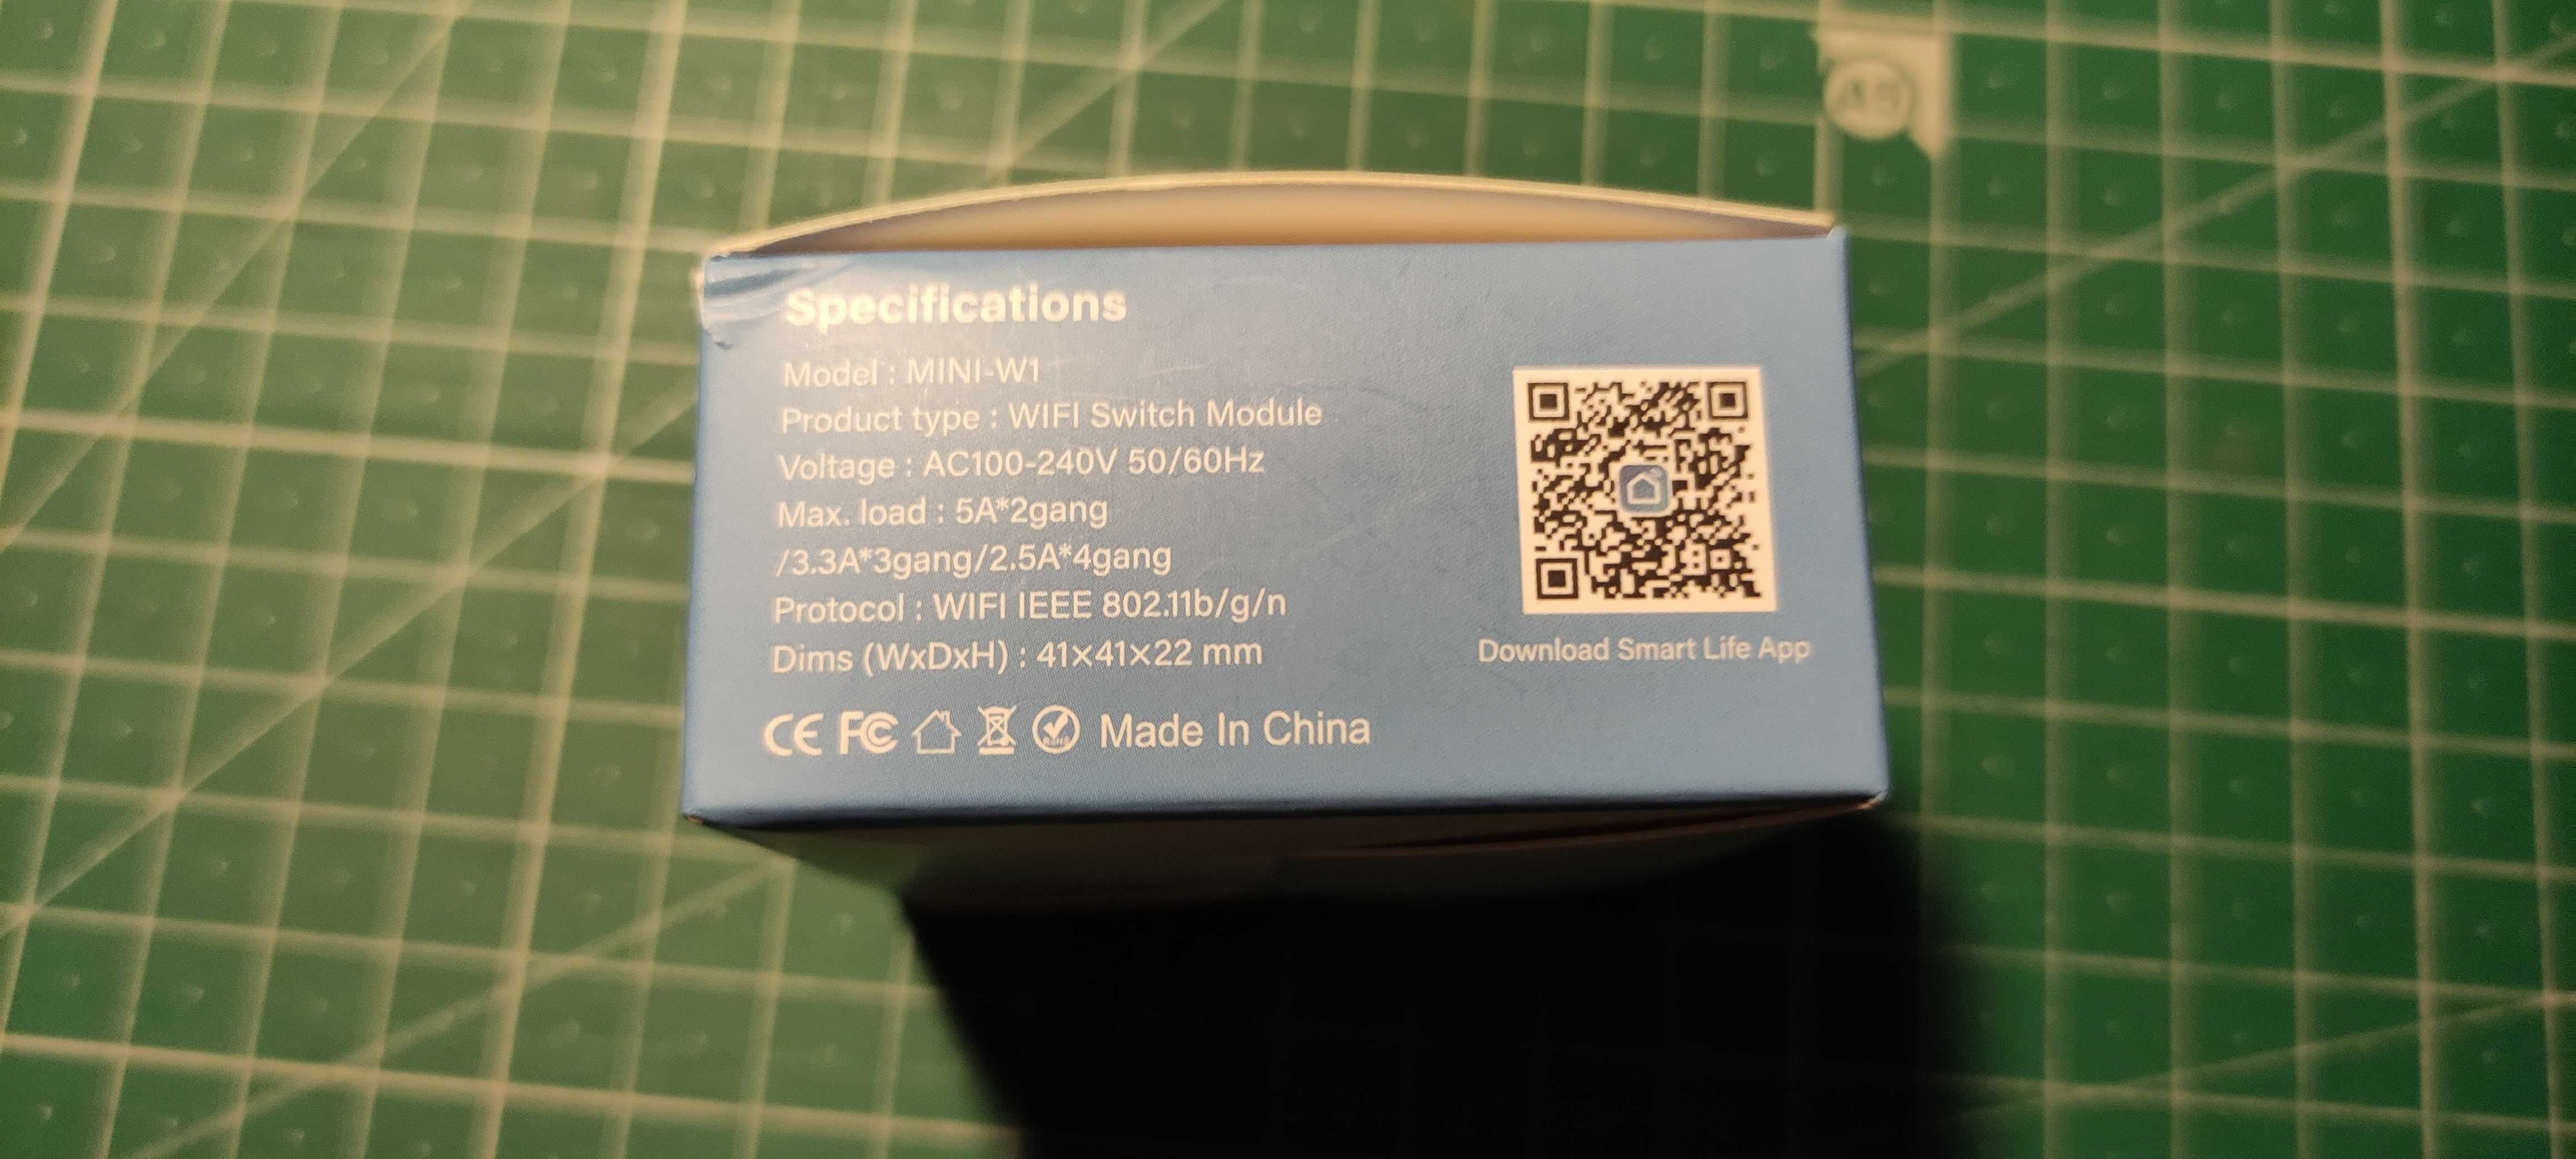 Specifications
Model : MINI-W1
Product type : WIFI Switch Module
Voltage : AC100-240V 50/60Hz
Max. load : 5A*2gang
/3.3A*3gang/2.5A*4gang
Protocol : WIFI IEEE 802.11b/g/n
Dims (WxDxH) : 41×41×22 mm
CE FC RoHS Made In China
Download Smart Life App
A5